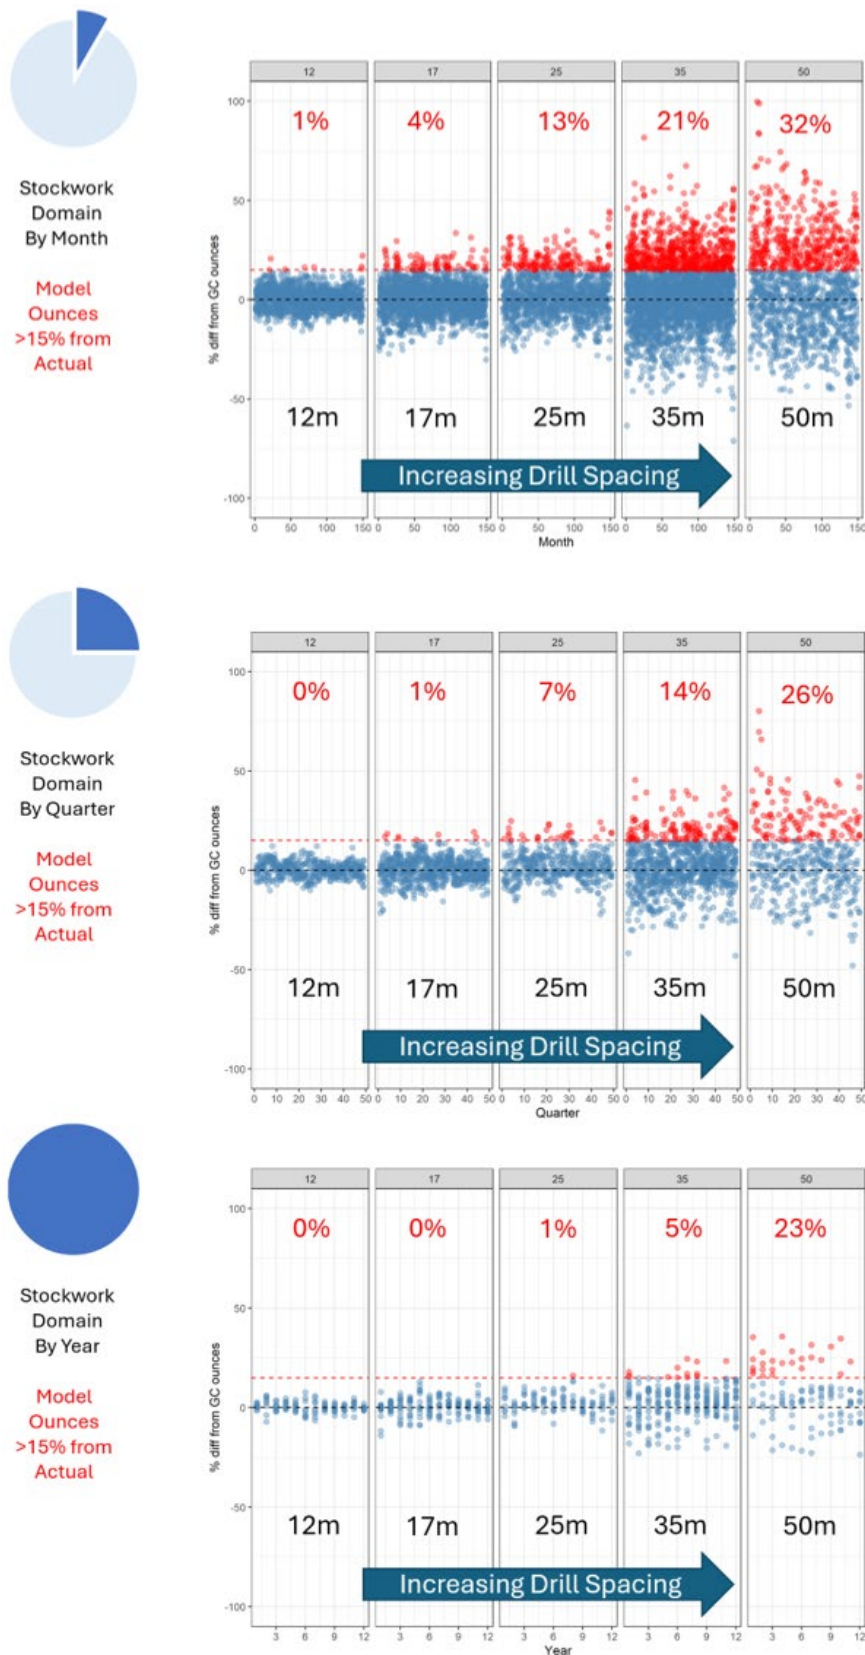 Stockwork
Domain
By Month
Model
Ounces
>15% from
Actual
12 17 25 35 50
1% 4% 13% 21% 32%
% diff from GC ounces
100
50
0
-50
-100
12m 17m 25m 35m 50m
Increasing Drill Spacing
0 50 100 150 0 50 100 150 0 50 100 150 0 50 100 150 0 50 100 150
Month
Stockwork
Domain
By Quarter
Model
Ounces
>15% from
Actual
12 17 25 35 50
0% 1% 7% 14% 26%
% diff from GC ounces
100
50
0
-50
-100
12m 17m 25m 35m 50m
Increasing Drill Spacing
0 10 20 30 40 50 0 10 20 30 40 50 0 10 20 30 40 50 0 10 20 30 40 50 0 10 20 30 40 50
Quarter
Stockwork
Domain
By Year
Model
Ounces
>15% from
Actual
12 17 25 35 50
0% 0% 1% 5% 23%
% diff from GC ounces
100
50
0
-50
-100
12m 17m 25m 35m 50m
Increasing Drill Spacing
3 6 9 12 3 6 9 12 3 6 9 12 3 6 9 12 3 6 9 12
Year